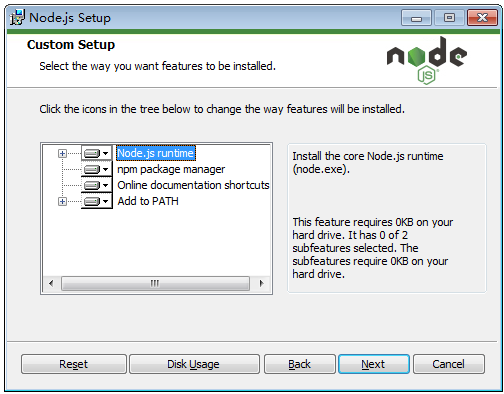 Node.js Setup
Custom Setup
Select the way you want features to be installed.
node
JS
Click the icons in the tree below to change the way features will be installed.
Node.js runtime
npm package manager
Online documentation shortcuts
Add to PATH
Install the core Node.js runtime
(node.exe).
This feature requires 0KB on your
hard drive. It has 0 of 2
subfeatures selected. The
subfeatures require 0KB on your
hard drive.
Reset
Disk Usage
Back
Next
Cancel